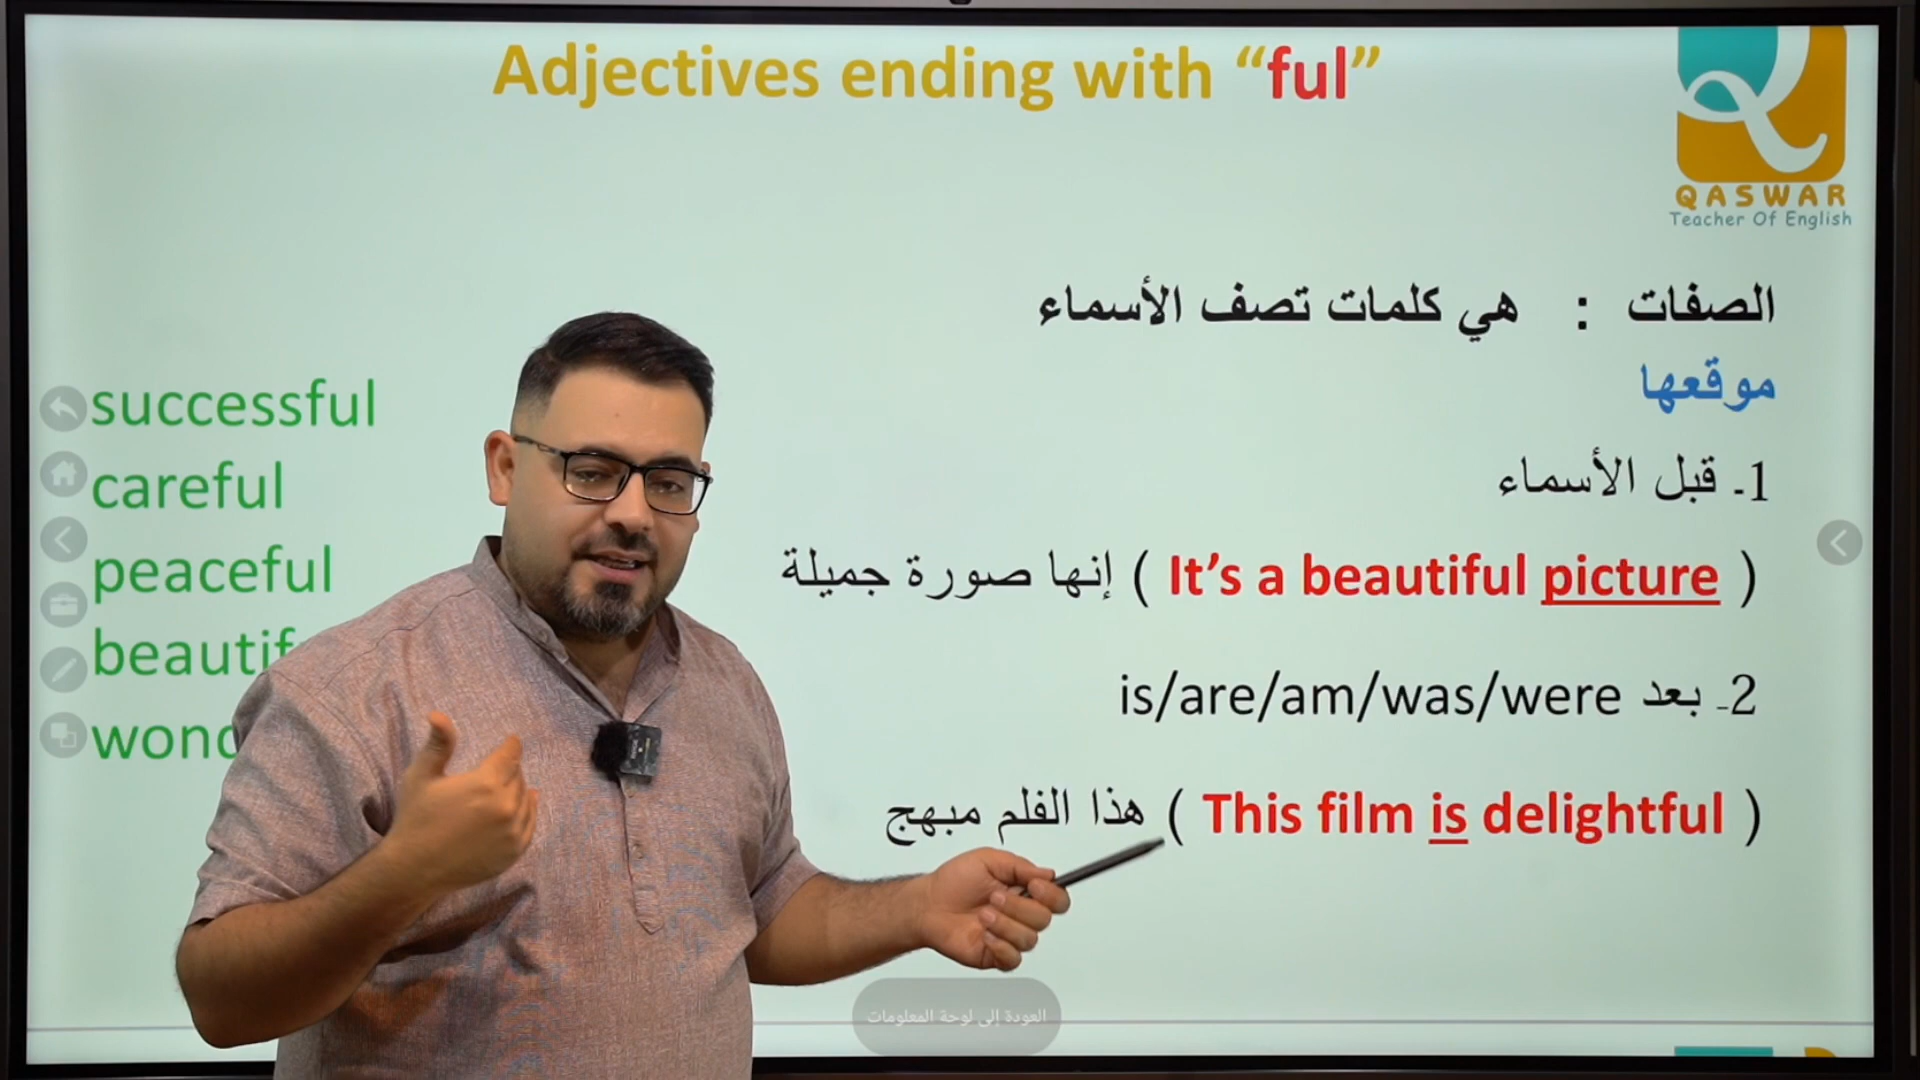 Adjectives ending with “ful”
QASWAR
Teacher Of English
الصفات : هي كلمات تصف الأسماء
موقعها
1- قبل الأسماء
( It’s a beautiful picture ) إنها صورة جميلة
2- بعد is/are/am/was/were
( This film is delightful ) هذا الفلم مبهج
successful
careful
peaceful
العودة إلى لوحة المعلومات